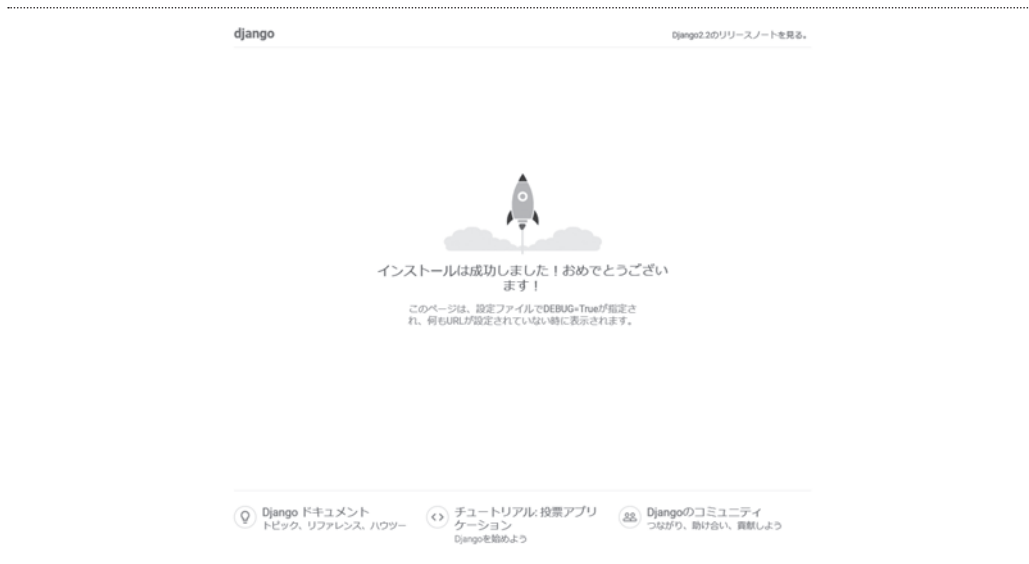 django
Django2.2のリリースノートを見る。
インストールは成功しました！おめでとうござい
ます！
このページは、設定ファイルでDEBUG=Trueが指定さ
れ、何もURLが設定されていない時に表示されます。
Django ドキュメント
トピック、リファレンス、ハウツー
チュートリアル: 投票アプリ
ケーション
Djangoを始めよう
Djangoのコミュニティ
つながり、助け合い、貢献しよう